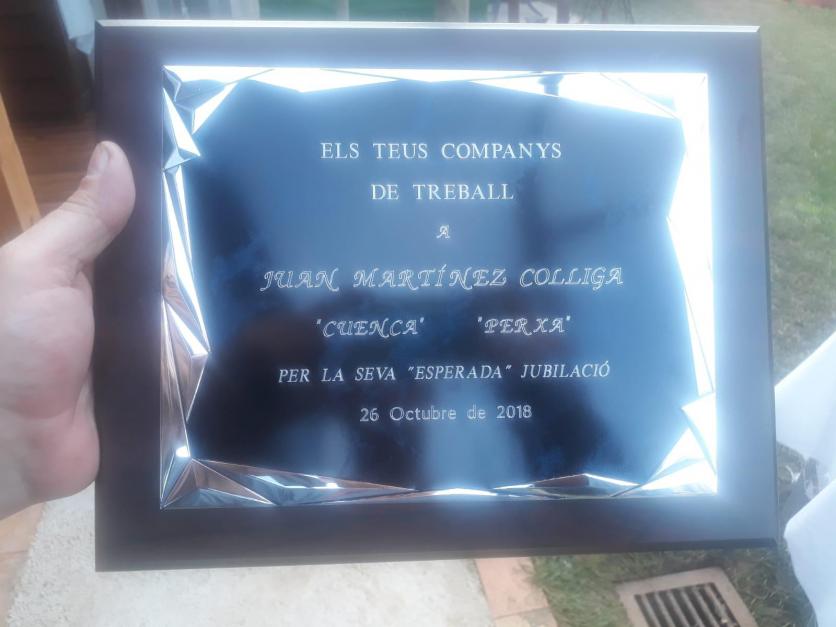 ELS TEUS COMPANYS
DE TREBALL
A
JUAN MARTÍNEZ COLLIGA
"CUENCA" "PERXA"
PER LA SEVA "ESPERADA" JUBILACIÓ
26 Octubre de 2018